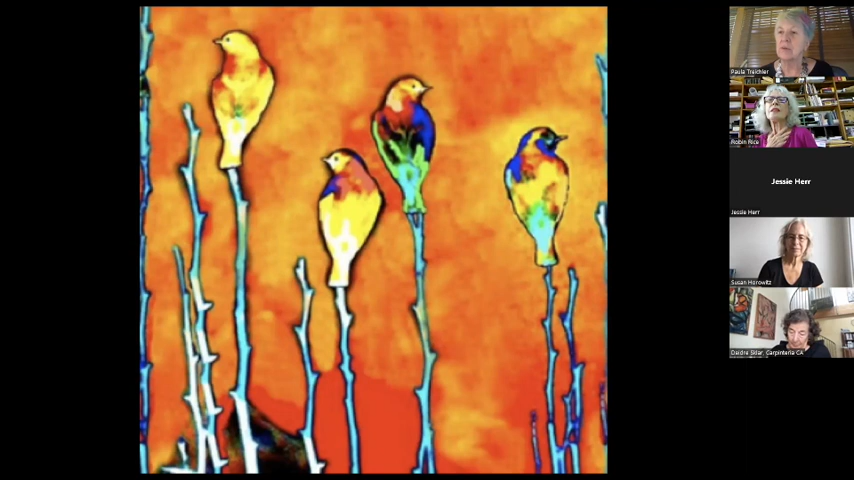 Paula Treichler
Robin Rice
Jessie Herr
Jessie Herr
Susan Horowitz
Deidre Sklar, Carpinteria CA